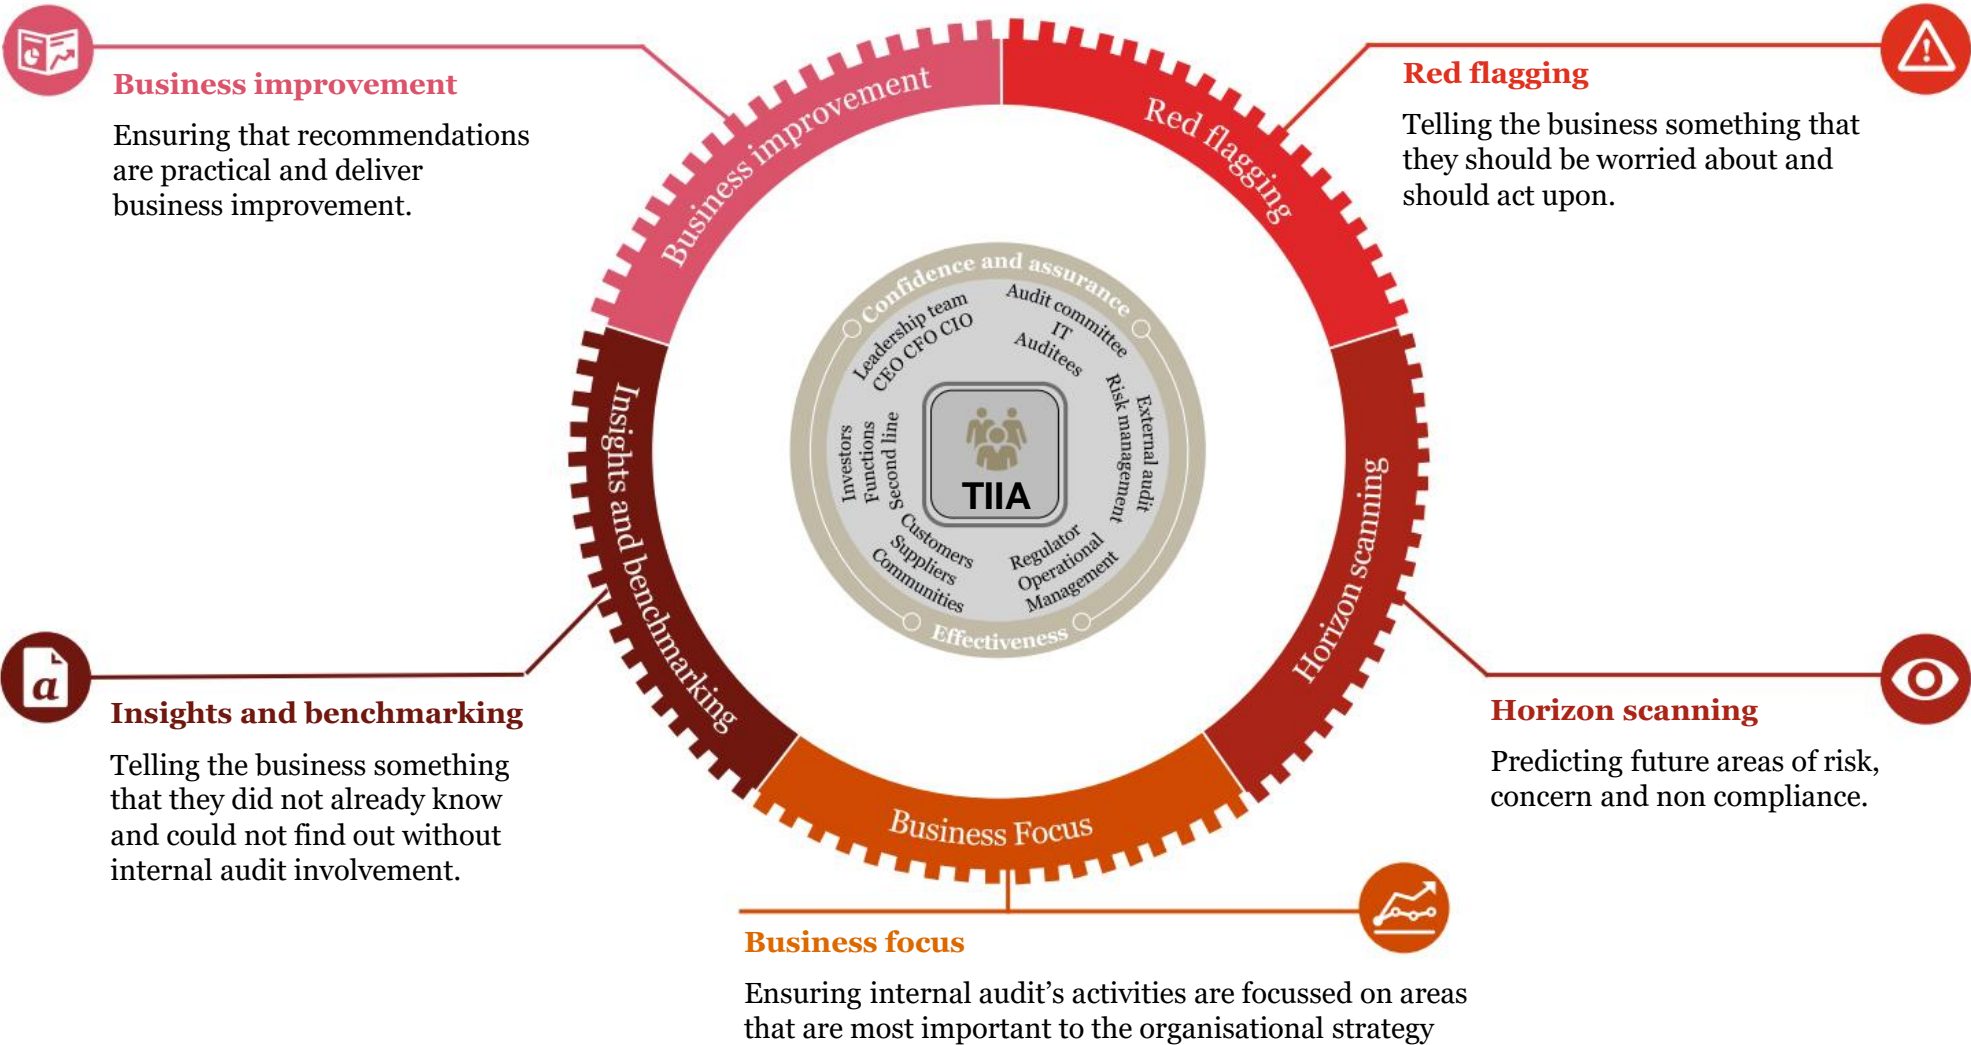 Business improvement
Ensuring that recommendations
are practical and deliver
business improvement.
Red flagging
Telling the business something that
they should be worried about and
should act upon.
Business improvement
Red flagging
Confidence and assurance
Leadership team
CEO CFO CIO
Audit committee
IT
Auditees
Investors
Functions
Second line
External audit
Risk management
TIIA
Customers
Suppliers
Communities
Regulator
Operational
Management
Effectiveness
Insights and benchmarking
Horizon scanning
Business Focus
Insights and benchmarking
Telling the business something
that they did not already know
and could not find out without
internal audit involvement.
Horizon scanning
Predicting future areas of risk,
concern and non compliance.
Business focus
Ensuring internal audit’s activities are focussed on areas
that are most important to the organisational strategy
a